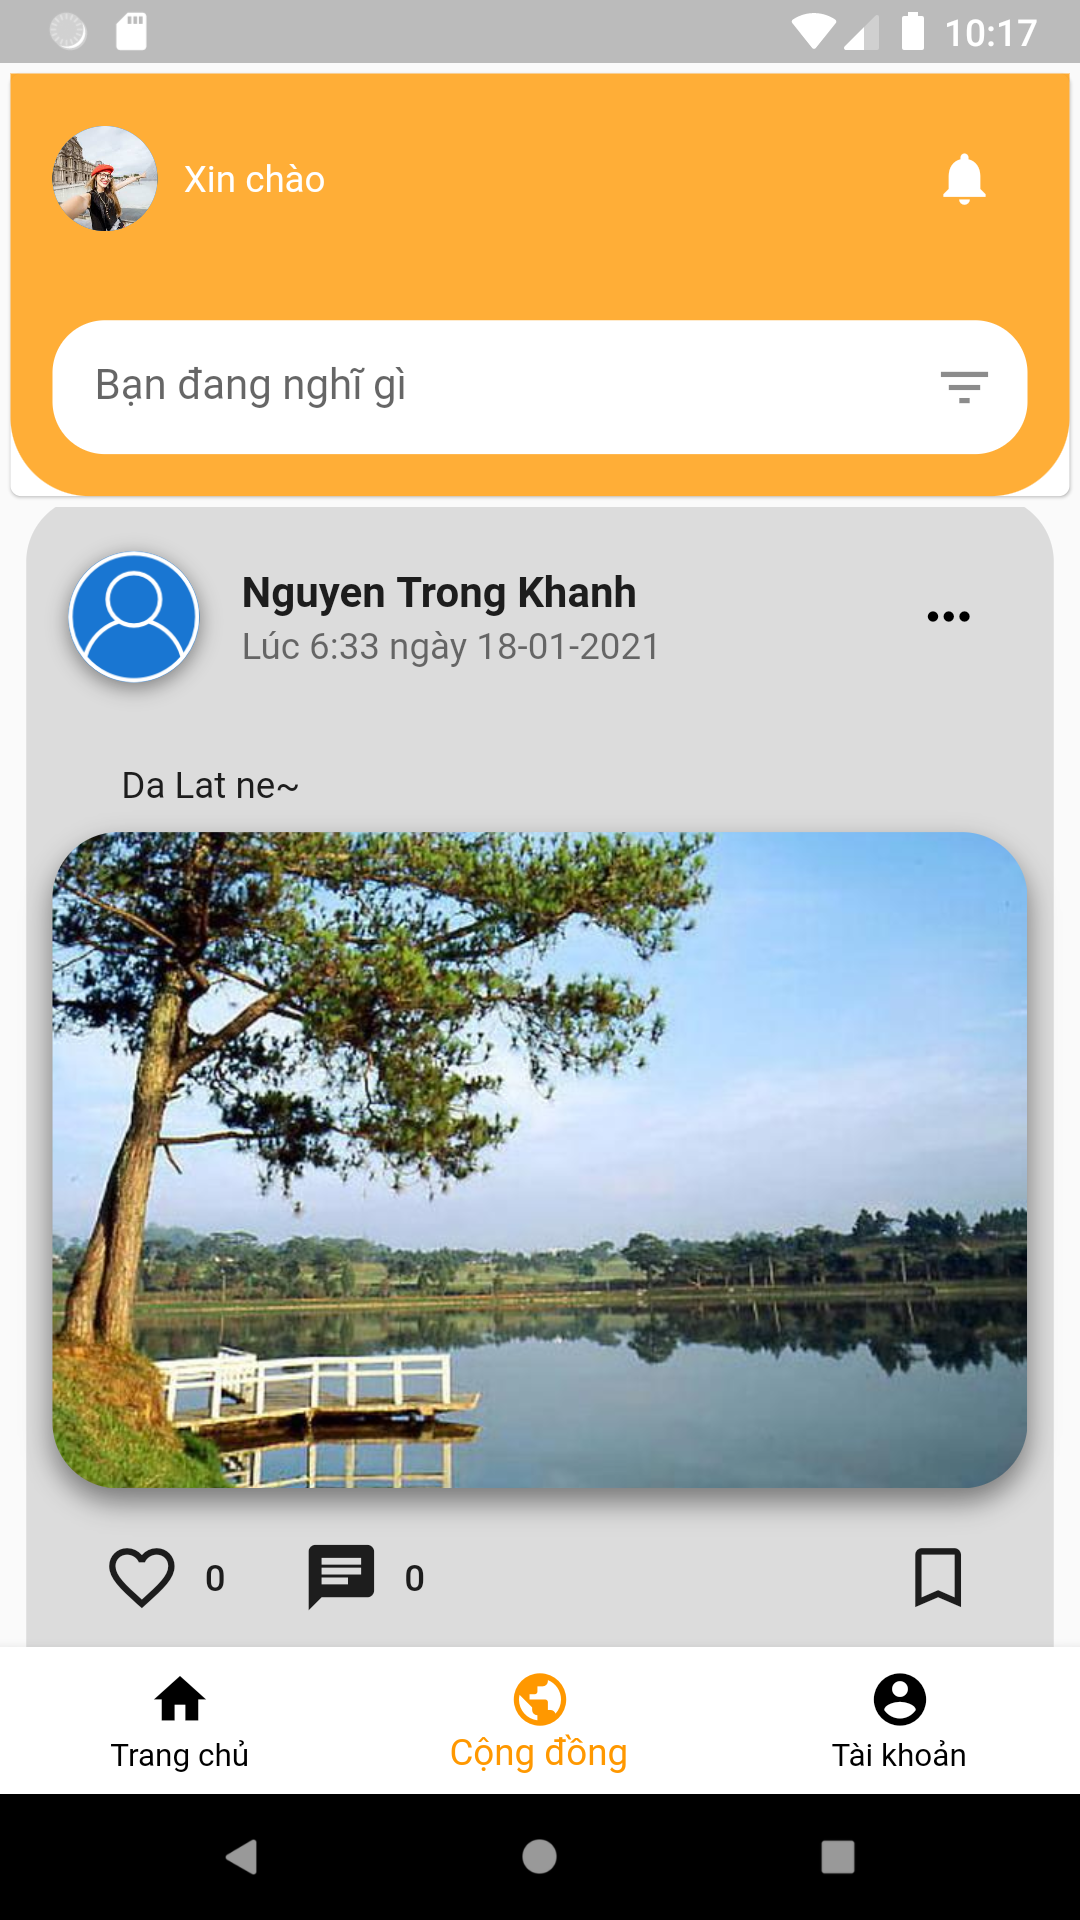 10:17
Xin chào
Bạn đang nghĩ gì
Nguyen Trong Khanh
Lúc 6:33 ngày 18-01-2021
Da Lat ne~
0 0
Trang chủ Cộng đồng Tài khoản